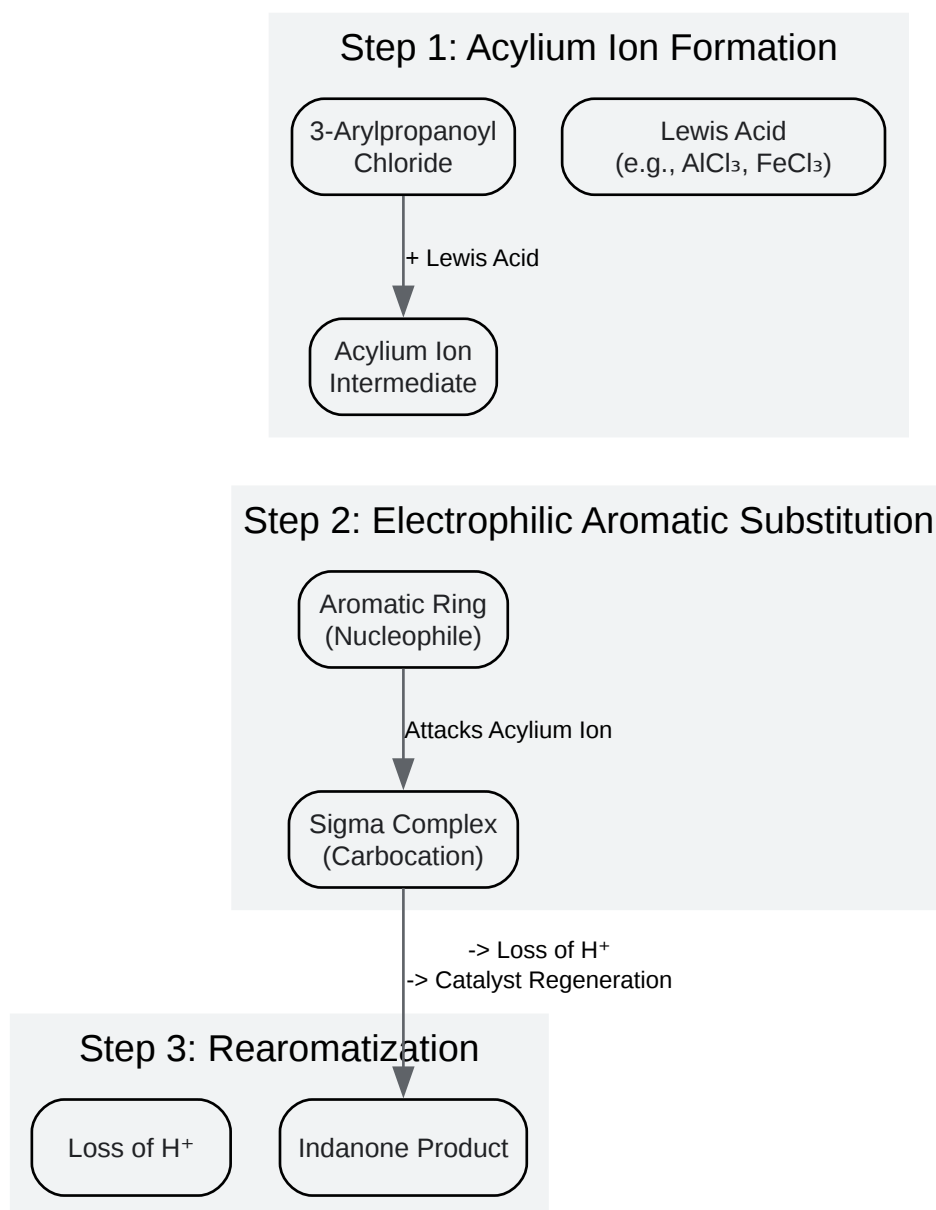 Step 1: Acylium Ion Formation
3-Arylpropanoyl
Chloride
Lewis Acid
(e.g., AlCl₃, FeCl₃)
+ Lewis Acid
Acylium Ion
Intermediate
Step 2: Electrophilic Aromatic Substitution
Aromatic Ring
(Nucleophile)
Attacks Acylium Ion
Sigma Complex
(Carbocation)
-> Loss of H⁺
-> Catalyst Regeneration
Step 3: Rearomatization
Loss of H⁺
Indanone Product